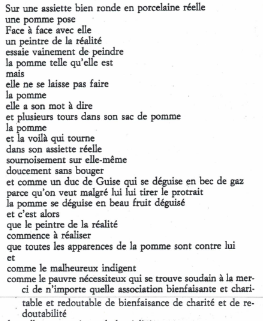 Sur une assiette bien ronde en porcelaine réelle
une pomme pose
Face à face avec elle
un peintre de la réalité
essaie vainement de peindre
la pomme telle qu'elle est
mais
elle ne se laisse pas faire
la pomme
elle a son mot à dire
et plusieurs tours dans son sac de pomme
la pomme
et la voilà qui tourne
dans son assiette réelle
sournoisement sur elle-même
doucement sans bouger
et comme un duc de Guise qui se déguise en bec de gaz
parce qu'on veut malgré lui lui tirer le protrait
la pomme se déguise en beau fruit déguisé
et c'est alors
que le peintre de la réalité
commence à réaliser
que toutes les apparences de la pomme sont contre lui
et
comme le malheureux indigent
comme le pauvre nécessiteux qui se trouve soudain à la mer-
ci de n'importe quelle association bienfaisante et chari-
table et redoutable de bienfaisance de charité et de re-
doutabilité